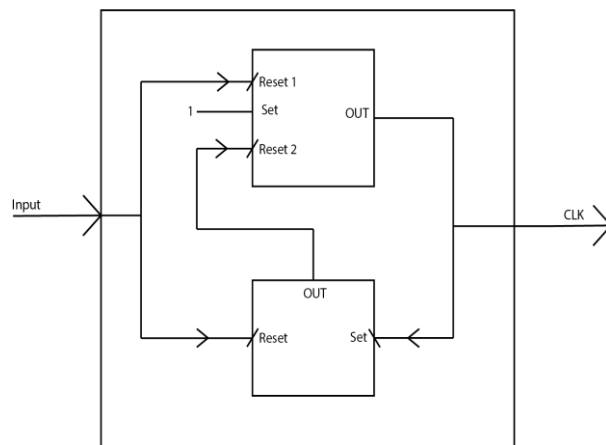 Reset 1
1
Set
OUT
Reset 2
Input
CLK
OUT
Reset
Set